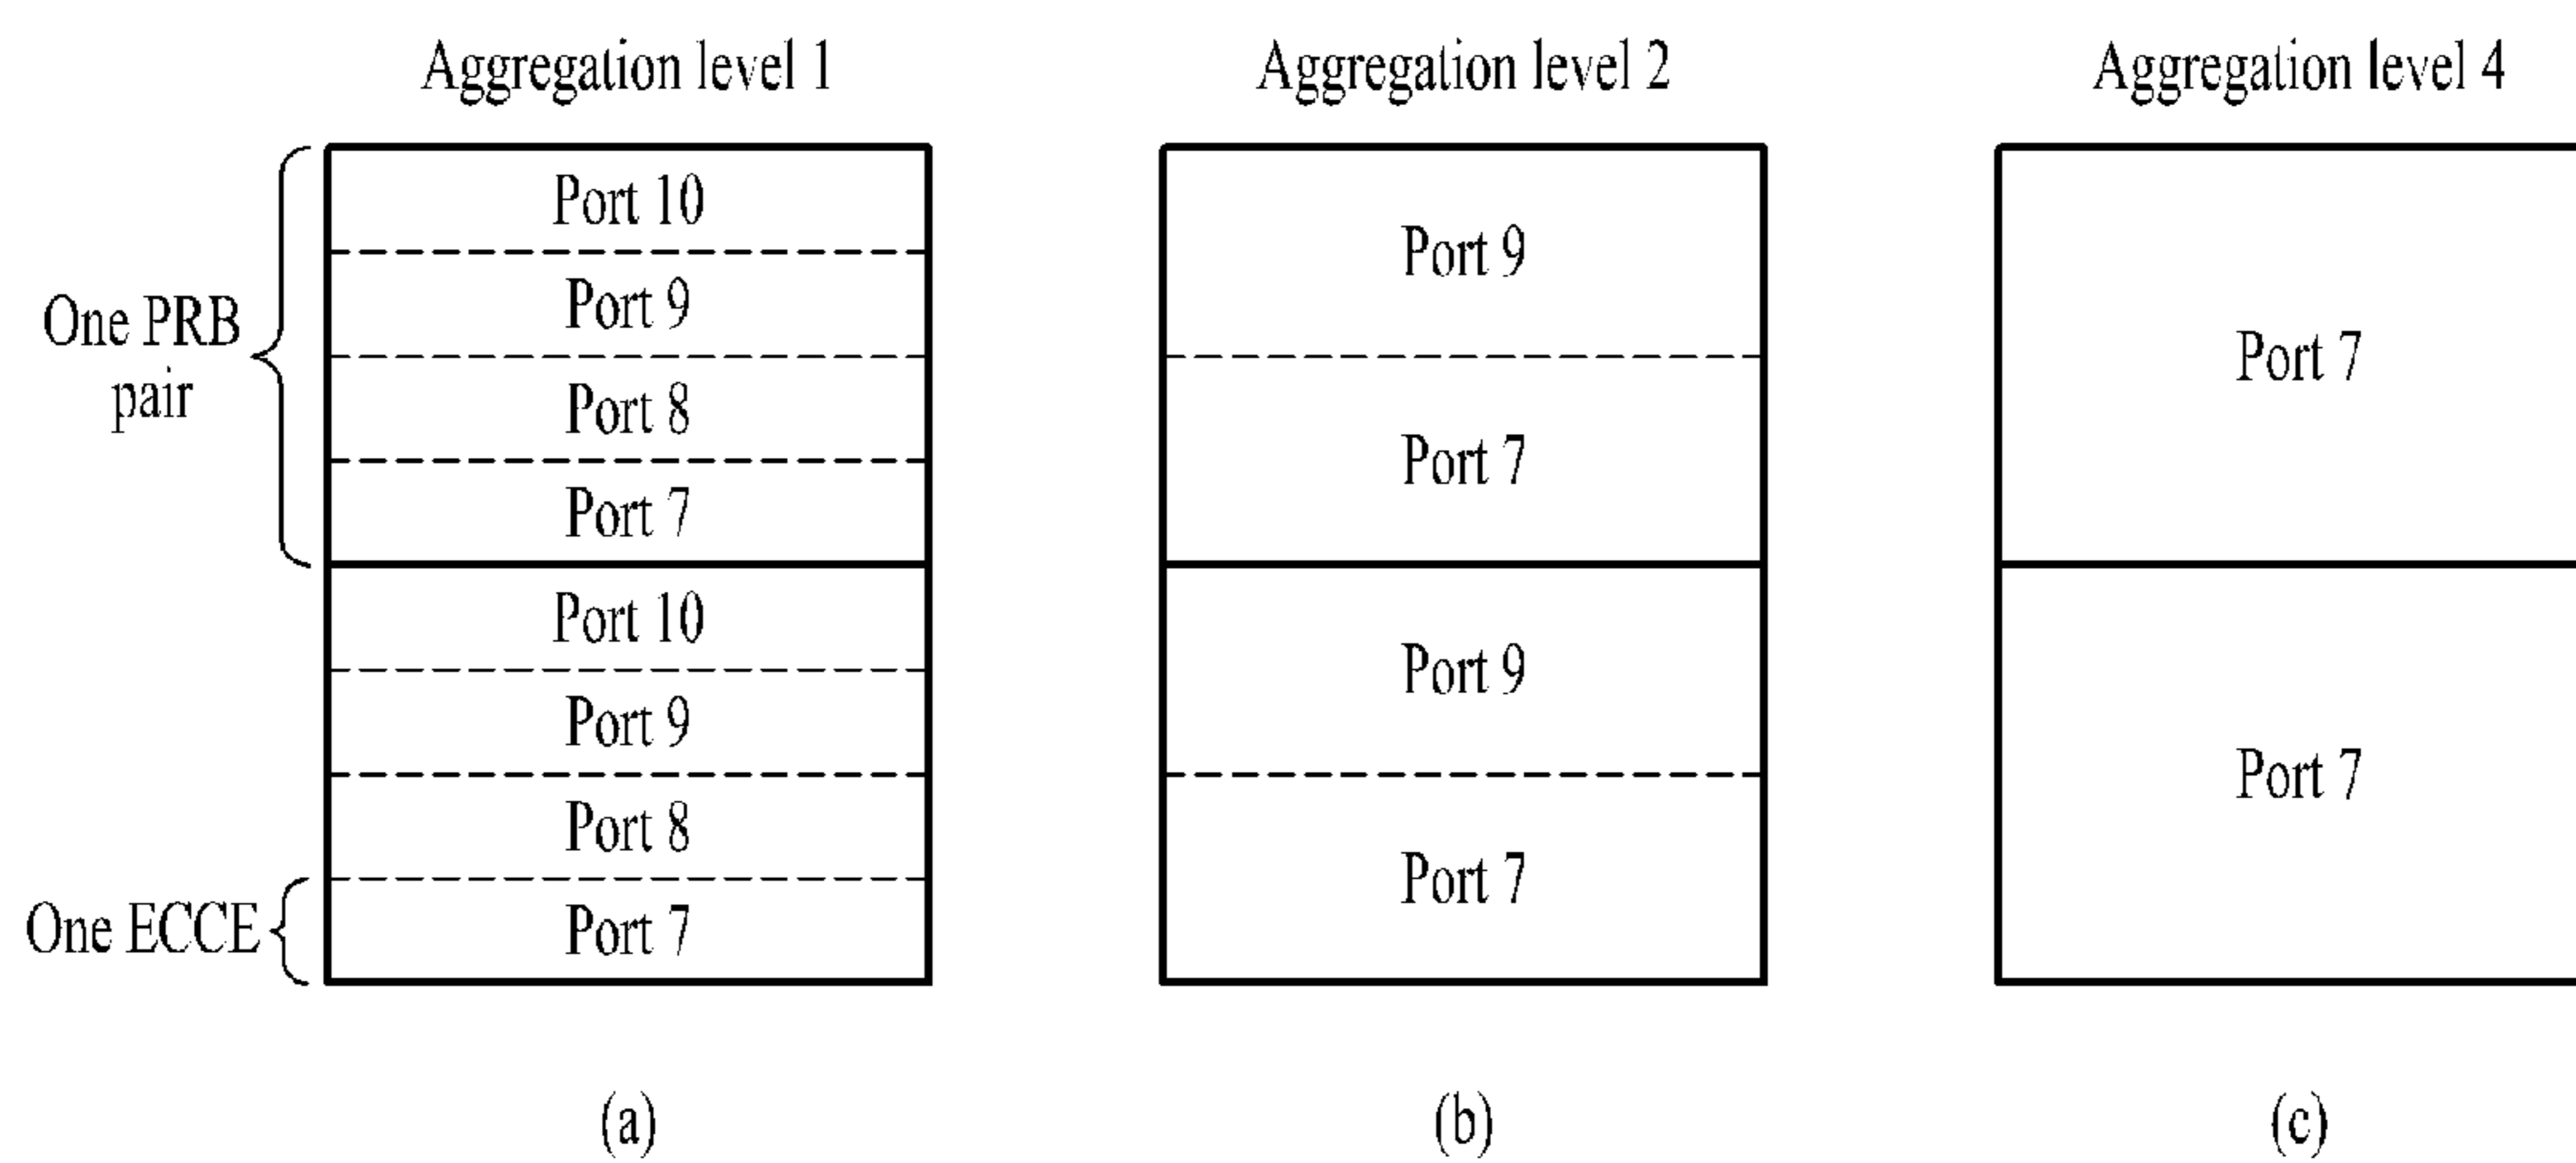 Aggregation level 1
Aggregation level 2
Aggregation level 4
One PRB
pair
Port 10
Port 9
Port 8
Port 7
Port 10
Port 9
Port 8
Port 7
One ECCE
Port 9
Port 7
Port 9
Port 7
Port 7
Port 7
(a)
(b)
(c)